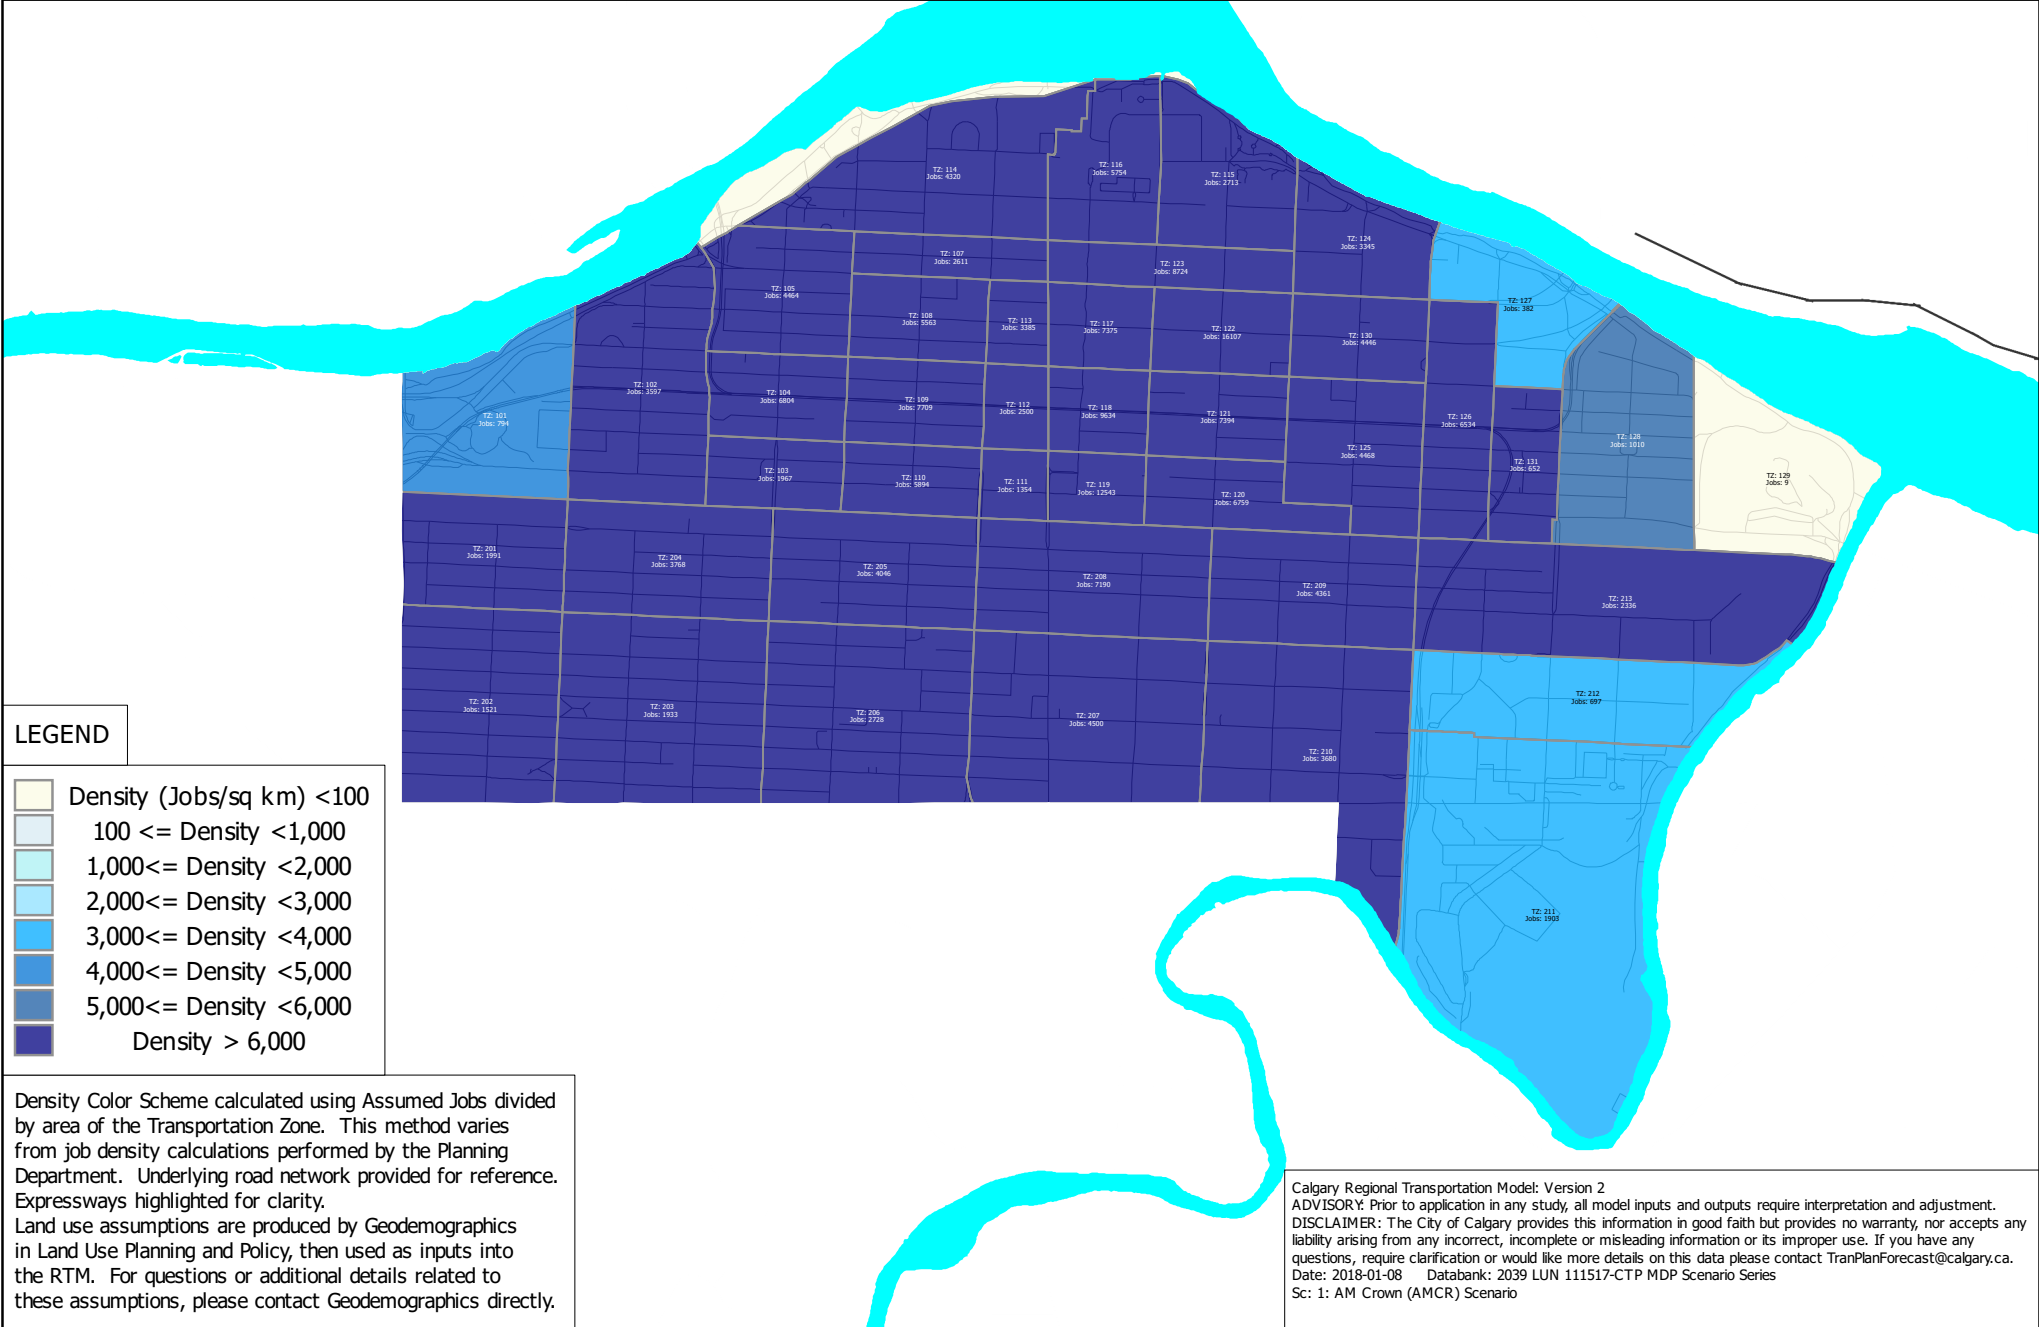 TZ: 114
Jobs: 4320
TZ: 116
Jobs: 5754
TZ: 115
Jobs: 2713
TZ: 124
Jobs: 3345
TZ: 107
Jobs: 2611
TZ: 123
Jobs: 8724
TZ: 105
Jobs: 4464
TZ: 127
Jobs: 382
TZ: 108
Jobs: 5563
TZ: 113
Jobs: 3385
TZ: 117
Jobs: 7375
TZ: 122
Jobs: 16107
TZ: 130
Jobs: 4446
TZ: 102
Jobs: 3597
TZ: 104
Jobs: 6804
TZ: 109
Jobs: 7709
TZ: 112
Jobs: 2500
TZ: 118
Jobs: 9634
TZ: 121
Jobs: 7394
TZ: 101
Jobs: 794
TZ: 126
Jobs: 6534
TZ: 128
Jobs: 1010
TZ: 125
Jobs: 4468
TZ: 131
Jobs: 652
TZ: 129
Jobs: 9
TZ: 103
Jobs: 1967
TZ: 110
Jobs: 5894
TZ: 111
Jobs: 1354
TZ: 119
Jobs: 12543
TZ: 120
Jobs: 6759
TZ: 201
Jobs: 1991
TZ: 204
Jobs: 3768
TZ: 205
Jobs: 4046
TZ: 208
Jobs: 7190
TZ: 209
Jobs: 4361
TZ: 213
Jobs: 2336
TZ: 202
Jobs: 1521
TZ: 203
Jobs: 1933
TZ: 206
Jobs: 2728
TZ: 207
Jobs: 4500
TZ: 212
Jobs: 697
TZ: 210
Jobs: 3680
TZ: 211
Jobs: 1903
LEGEND
Density (Jobs/sq km) <100
100 <= Density <1,000
1,000<= Density <2,000
2,000<= Density <3,000
3,000<= Density <4,000
4,000<= Density <5,000
5,000<= Density <6,000
Density > 6,000
Density Color Scheme calculated using Assumed Jobs divided
by area of the Transportation Zone. This method varies
from job density calculations performed by the Planning
Department. Underlying road network provided for reference.
Expressways highlighted for clarity.
Land use assumptions are produced by Geodemographics
in Land Use Planning and Policy, then used as inputs into
the RTM. For questions or additional details related to
these assumptions, please contact Geodemographics directly.
Calgary Regional Transportation Model: Version 2
ADVISORY: Prior to application in any study, all model inputs and outputs require interpretation and adjustment.
DISCLAIMER: The City of Calgary provides this information in good faith but provides no warranty, nor accepts any
liability arising from any incorrect, incomplete or misleading information or its improper use. If you have any
questions, require clarification or would like more details on this data please contact TranPlanForecast@calgary.ca.
Date: 2018-01-08 Databank: 2039 LUN 111517-CTP MDP Scenario Series
Sc: 1: AM Crown (AMCR) Scenario